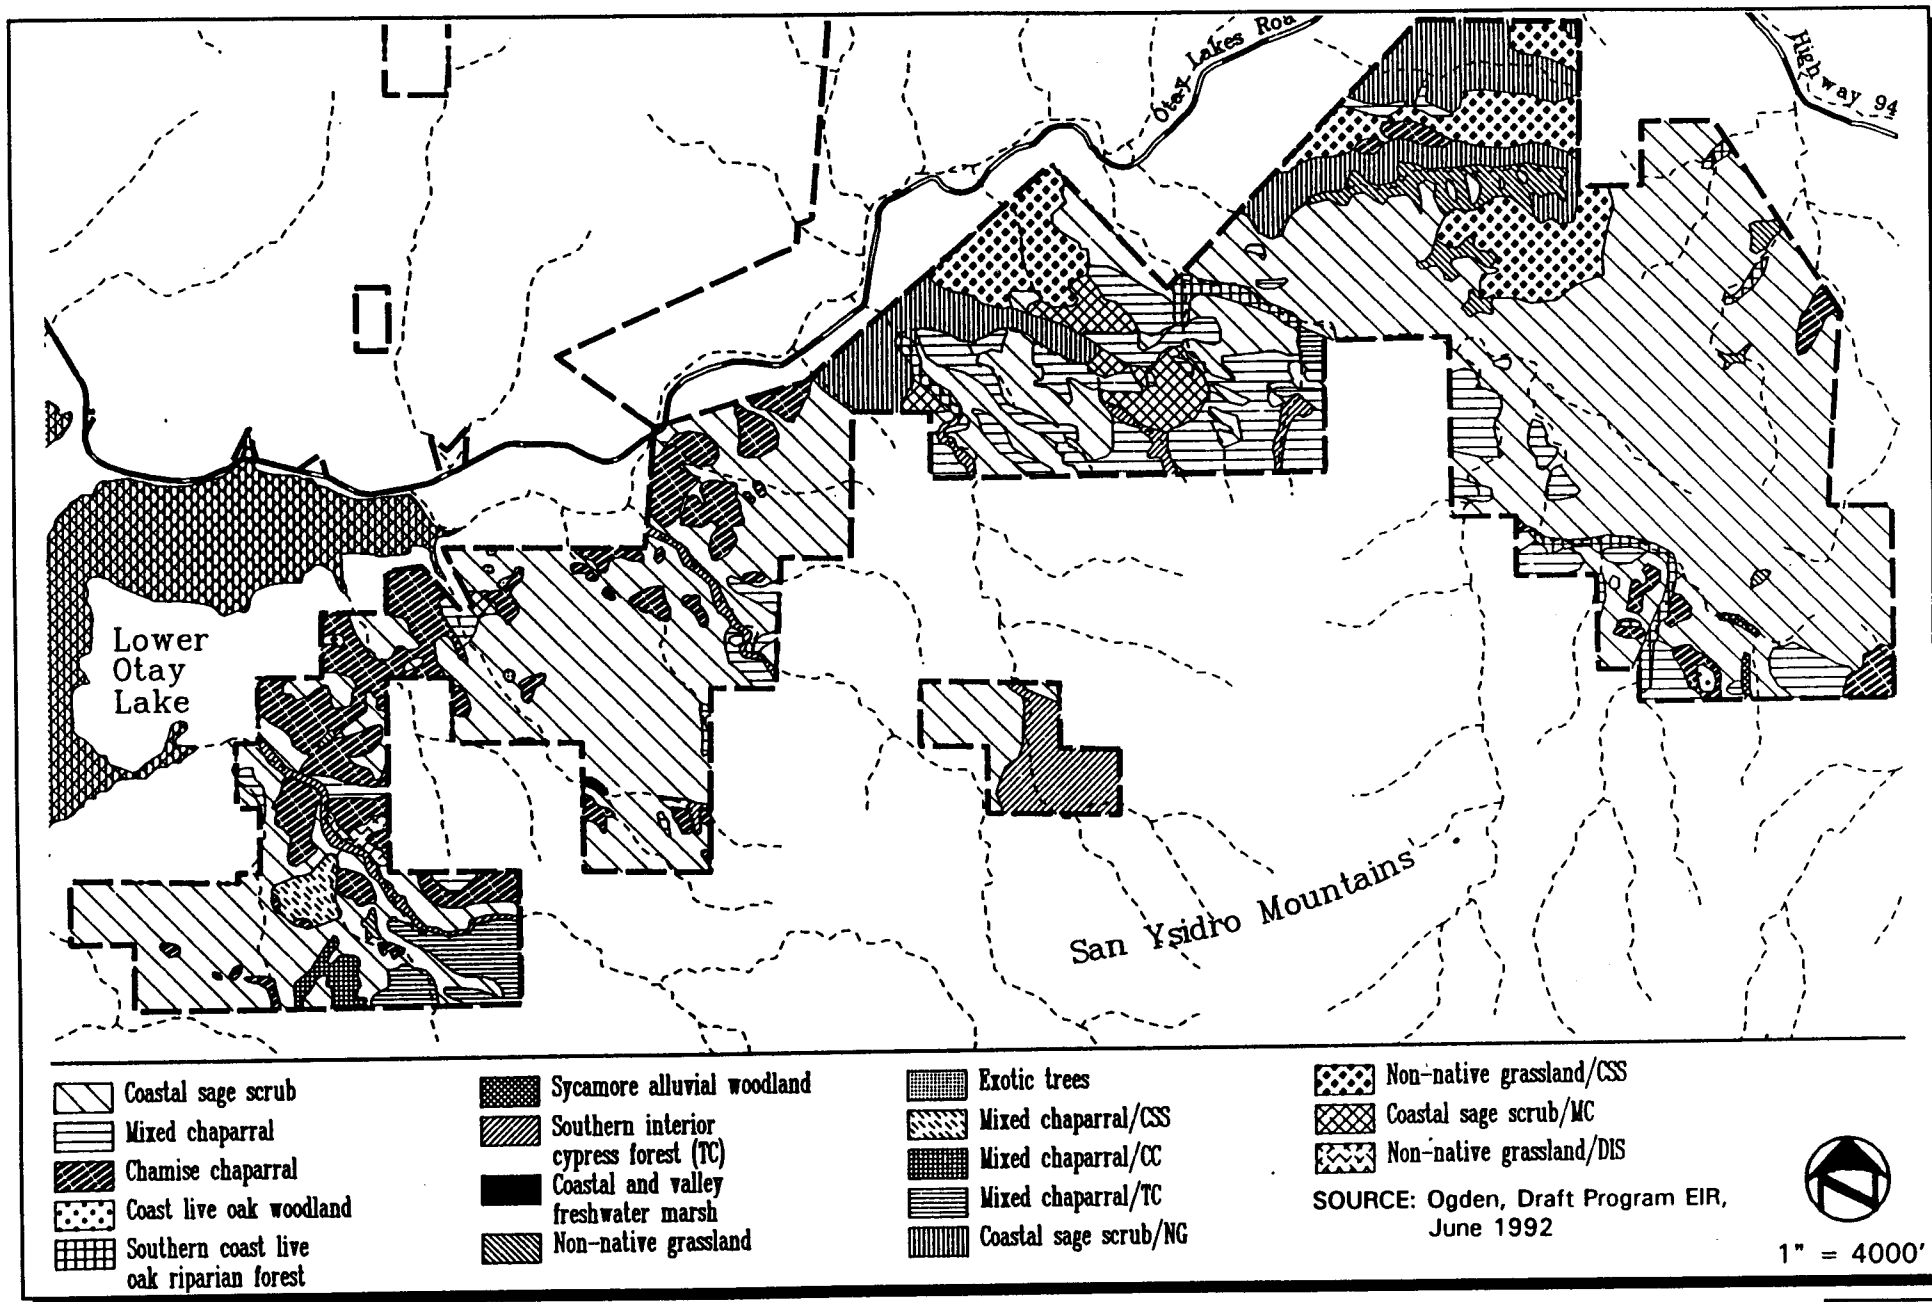 Otay Lakes Roa
Highway 94
Lower
Otay
Lake
San Ysidro Mountains
Coastal sage scrub
Mixed chaparral
Chamise chaparral
Coast live oak woodland
Southern coast live
oak riparian forest
Sycamore alluvial woodland
Southern interior
cypress forest (TC)
Coastal and valley
freshwater marsh
Non-native grassland
Exotic trees
Mixed chaparral/CSS
Mixed chaparral/CC
Mixed chaparral/TC
Coastal sage scrub/NG
Non-native grassland/CSS
Coastal sage scrub/MC
Non-native grassland/DIS
SOURCE: Ogden, Draft Program EIR,
June 1992
1" = 4000'